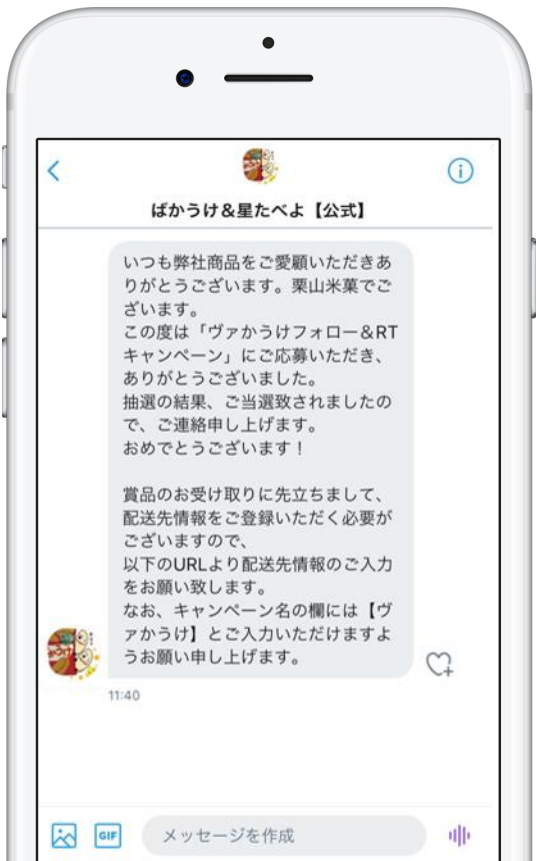 ばかうけ&星たべよ【公式】
いつも弊社商品をご愛顧いただきあ
りがとうございます。栗山米菓でご
ざいます。
この度は「ヴァかうけフォロー&RT
キャンペーン」にご応募いただき、
ありがとうございました。
抽選の結果、ご当選致されましたの
で、ご連絡申し上げます。
おめでとうございます！
賞品のお受け取りに先立ちまして、
配送先情報をご登録いただく必要が
ございますので、
以下のURLより配送先情報のご入力
をお願い致します。
なお、キャンペーン名の欄には【ヴ
ァかうけ】とご入力いただけますよ
うお願い申し上げます。
11:40
GIF
メッセージを作成